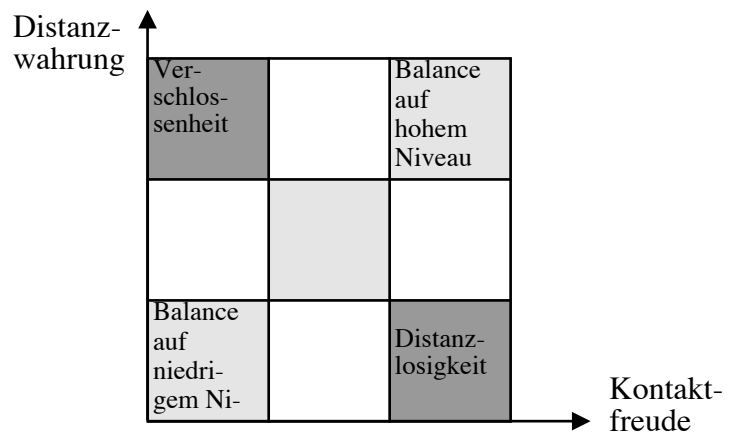 Distanz-
wahrung
Ver-
schlos-
senheit
Balance
auf
hohem
Niveau
Balance
auf
niedri-
gem Ni-
Distanz-
losigkeit
Kontakt-
freude